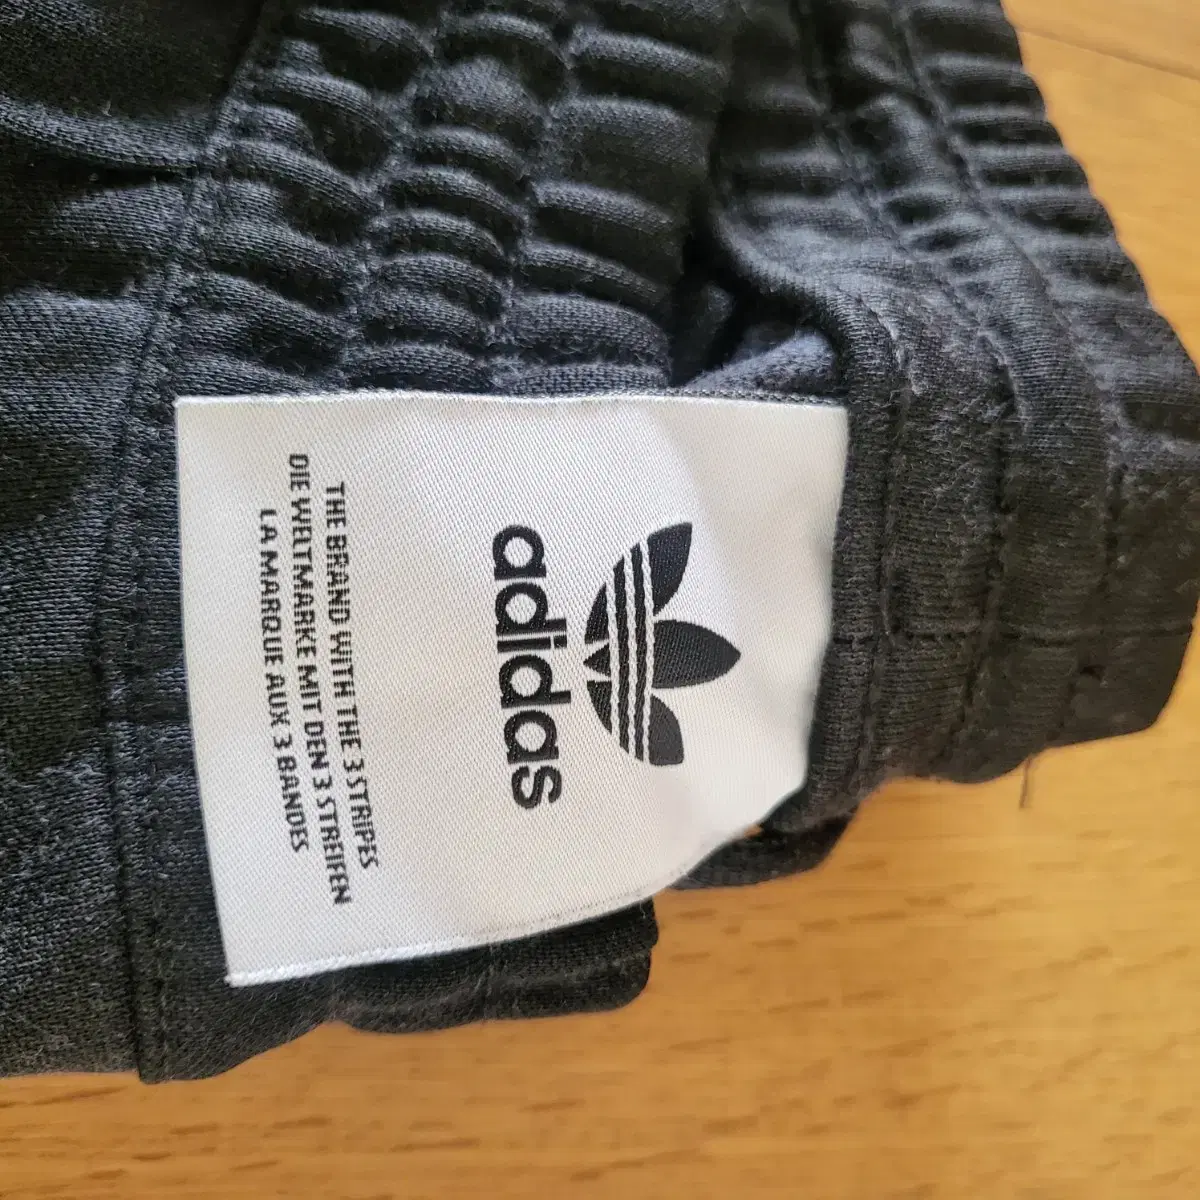 adidas
THE BRAND WITH THE 3 STRIPES
DIE WELTMARKE MIT DEN 3 STREIFEN
LA MARQUE AUX 3 BANDES